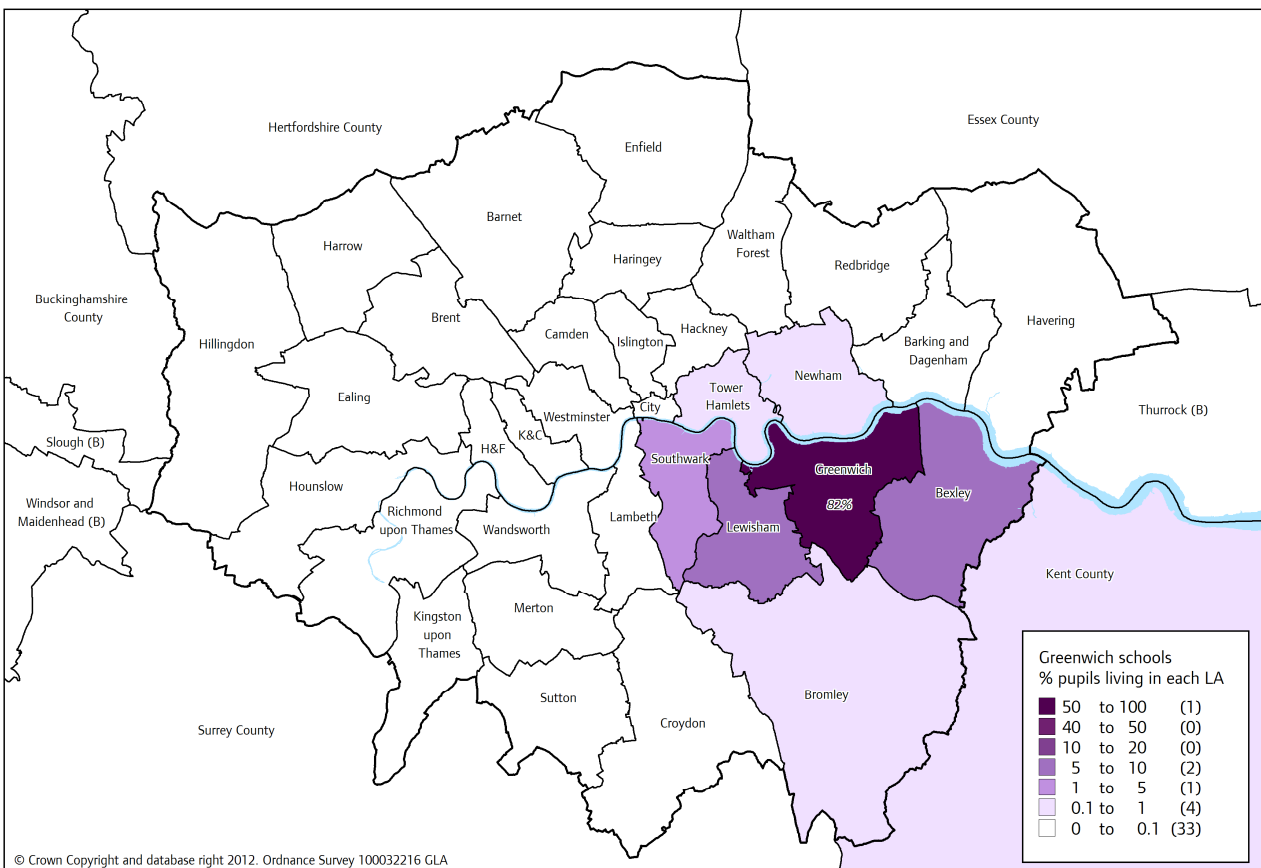 Hertfordshire County
Essex County
Enfield
Barnet
Waltham
Forest
Harrow
Haringey
Redbridge
Buckinghamshire
County
Brent
Hillingdon
Camden
Islington
Hackney
Havering
Barking and
Dagenham
Newham
Tower
Hamlets
Ealing
City
Westminster
Thurrock (B)
K&C
Slough (B)
H&F
Southwark
Greenwich
82%
Bexley
Hounslow
Windsor and
Maidenhead (B)
Richmond
upon Thames
Wandsworth
Lambeth
Lewisham
Kent County
Merton
Kingston
upon
Thames
Sutton
Bromley
Croydon
Surrey County
Greenwich schools
% pupils living in each LA
50 to 100 (1)
40 to 50 (0)
10 to 20 (0)
5 to 10 (2)
1 to 5 (1)
0.1 to 1 (4)
0 to 0.1 (33)
© Crown Copyright and database right 2012. Ordnance Survey 100032216 GLA